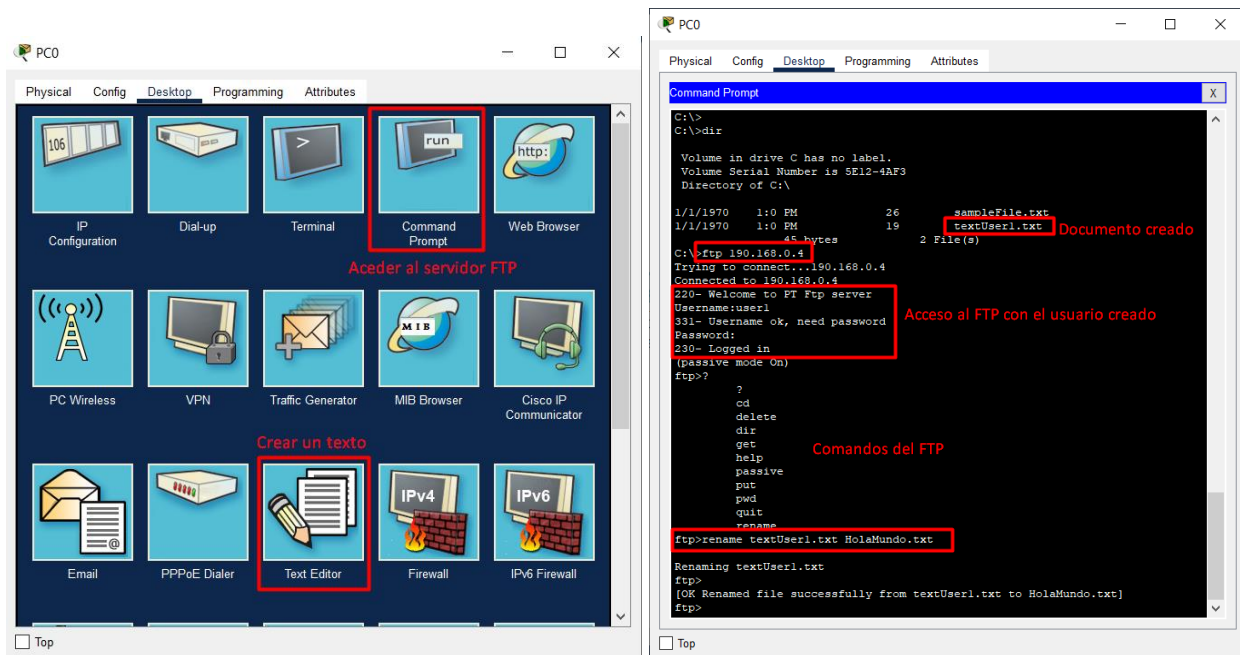 PC0
Physical Config Desktop Programming Attributes
106
>
run
http:
IP Configuration
Dial-up
Terminal
Command Prompt
Web Browser
Aceder al servidor FTP
MIB
PC Wireless
VPN
Traffic Generator
MIB Browser
Cisco IP Communicator
Crear un texto
@
IPv4
IPv6
Email
PPPoE Dialer
Text Editor
Firewall
IPv6 Firewall
Top
PC0
Physical Config Desktop Programming Attributes
Command Prompt X
C:\>
C:\>dir
Volume in drive C has no label.
Volume Serial Number is 5E12-4AF3
Directory of C:\
1/1/1970 1:0 PM 26 sampleFile.txt
1/1/1970 1:0 PM 19 textUser1.txt Documento creado
45 bytes 2 File(s)
C:\>ftp 190.168.0.4
Trying to connect...190.168.0.4
Connected to 190.168.0.4
220- Welcome to PT Ftp server
Username:user1
331- Username ok, need password
Acceso al FTP con el usuario creado
Password:
230- Logged in
(passive mode On)
ftp>?
?
cd
delete
dir
get
Comandos del FTP
help
passive
put
pwd
quit
rename
ftp>rename textUser1.txt HolaMundo.txt
Renaming textUser1.txt
ftp>
[OK Renamed file successfully from textUser1.txt to HolaMundo.txt]
ftp>
Top